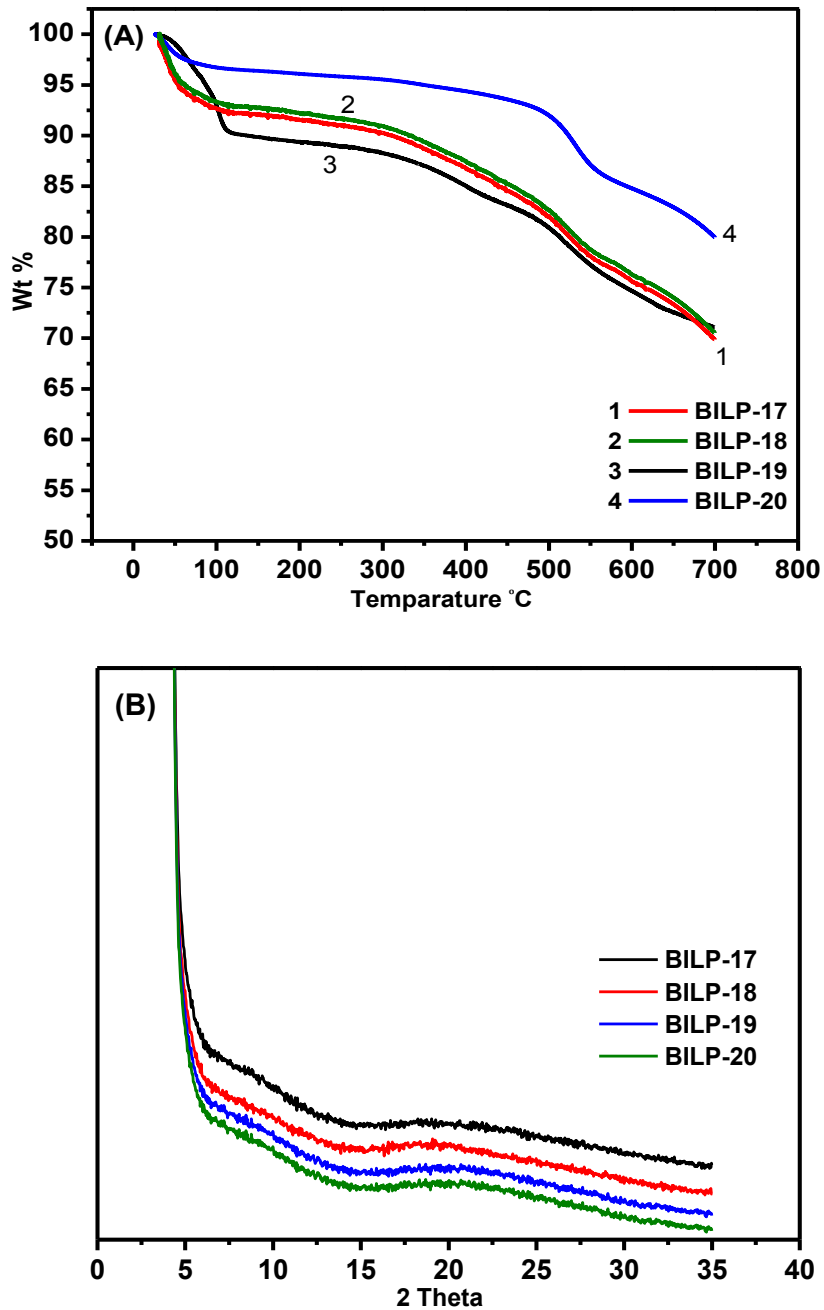 (A)
100
95
90
85
80
75
70
65
60
55
50
Wt %
2
3
4
1
1 BILP-17
2 BILP-18
3 BILP-19
4 BILP-20
0 100 200 300 400 500 600 700 800
Temparature °C
(B)
BILP-17
BILP-18
BILP-19
BILP-20
0 5 10 15 20 25 30 35 40
2 Theta